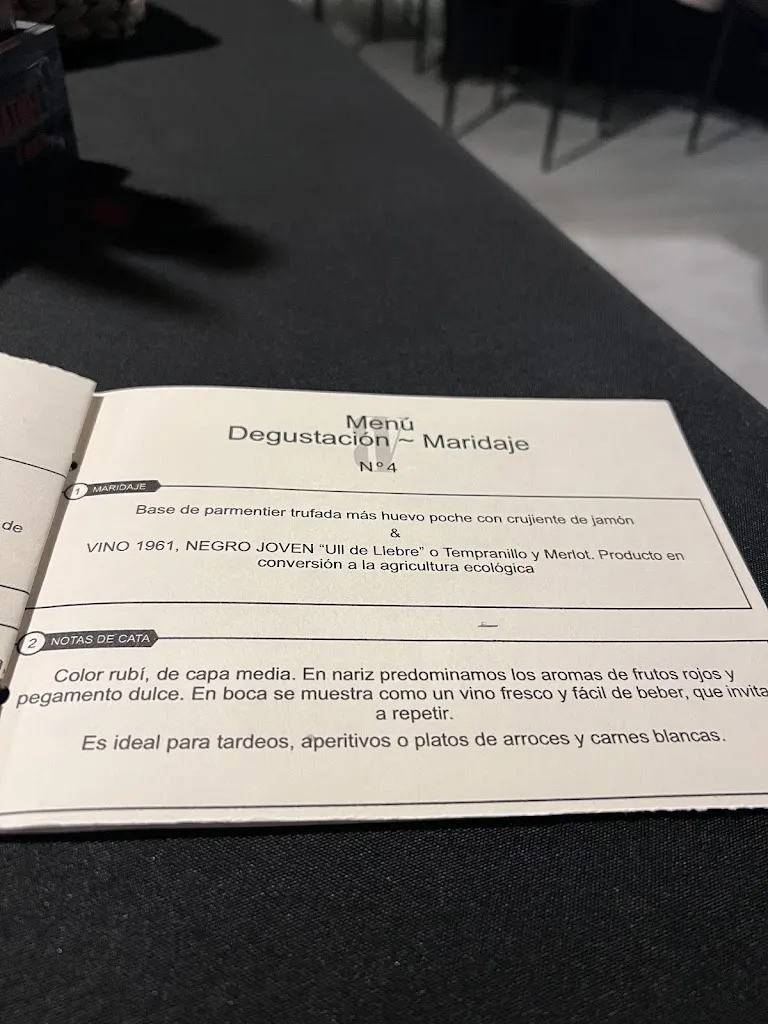 Menú
Degustación ~ Maridaje
Nº4
1 MARIDAJE
Base de parmentier trufada más huevo poche con crujiente de jamón
&
VINO 1961, NEGRO JOVEN "Ull de Llebre" o Tempranillo y Merlot. Producto en
conversión a la agricultura ecológica
de
2 NOTAS DE CATA
Color rubí, de capa media. En nariz predominamos los aromas de frutos rojos y
pegamento dulce. En boca se muestra como un vino fresco y fácil de beber, que invita
a repetir.
Es ideal para tardeos, aperitivos o platos de arroces y carnes blancas.